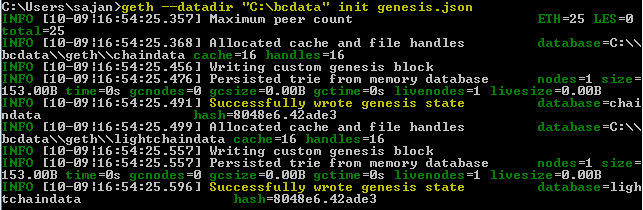 C:\Users\sajan>geth --datadir "C:\bcdata" init genesis.json
INFO [10-09|16:54:25.357] Maximum peer count                       ETH=25 LES=0
total=25
INFO [10-09|16:54:25.368] Allocated cache and file handles         database=C:\\
bcdata\\geth\\chaindata cache=16 handles=16
INFO [10-09|16:54:25.456] Writing custom genesis block
INFO [10-09|16:54:25.476] Persisted trie from memory database      nodes=1 size=
153.00B time=0s gcnodes=0 gcsize=0.00B gctime=0s livenodes=1 livesize=0.00B
INFO [10-09|16:54:25.491] Successfully wrote genesis state         database=chai
ndata                 hash=8048e6.42ade3
INFO [10-09|16:54:25.499] Allocated cache and file handles         database=C:\\
bcdata\\geth\\lightchaindata cache=16 handles=16
INFO [10-09|16:54:25.557] Writing custom genesis block
INFO [10-09|16:54:25.557] Persisted trie from memory database      nodes=1 size=
153.00B time=0s gcnodes=0 gcsize=0.00B gctime=0s livenodes=1 livesize=0.00B
INFO [10-09|16:54:25.596] Successfully wrote genesis state         database=ligh
tchaindata                 hash=8048e6.42ade3